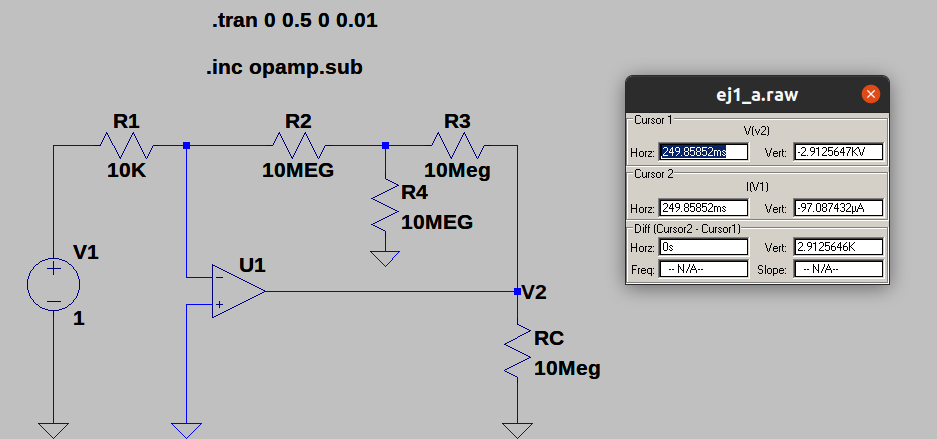 .tran 0 0.5 0 0.01
.inc opamp.sub
R1
10K
R2
10MEG
R3
10Meg
R4
10MEG
V1
1
U1
V2
RC
10Meg
ej1_a.raw
Cursor 1
V(v2)
Horz: 249.85852ms Vert: -2.9125647KV
Cursor 2
I(V1)
Horz: 249.85852ms Vert: -97.087432µA
Diff (Cursor2 - Cursor1)
Horz: 0s Vert: 2.9125646K
Freq: -- N/A-- Slope: -- N/A--